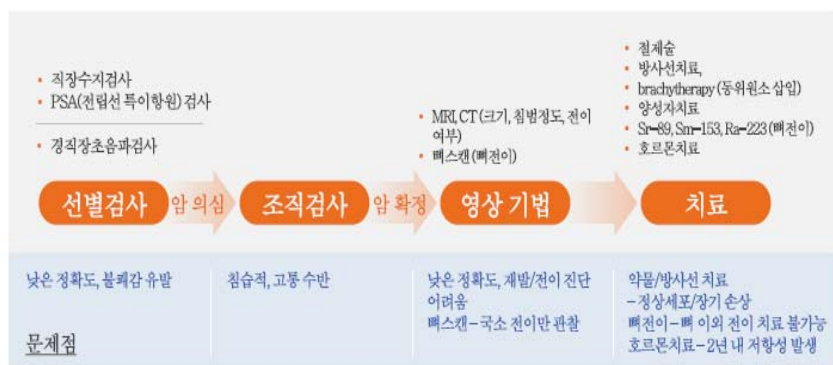 • 직장수지검사
• PSA(전립선 특이항원) 검사
• 경직장초음파검사
• MRI, CT (크기, 침범정도, 전이
여부)
• 뼈스캔 (뼈전이)
• 절제술
• 방사선치료,
• brachytherapy (동위원소 삽입)
• 양성자치료
• Sr-89, Sm-153, Ra-223 (뼈전이)
• 호르몬치료
선별검사
암 의심
조직검사
암 확정
영상 기법
치료
낮은 정확도, 불쾌감 유발
침습적, 고통 수반
낮은 정확도, 재발/전이 진단
어려움
뼈스캔-국소 전이만 관찰
약물/방사선 치료
-정상세포/장기 손상
뼈전이-뼈 이외 전이 치료 불가능
호르몬치료-2년 내 저항성 발생
문제점